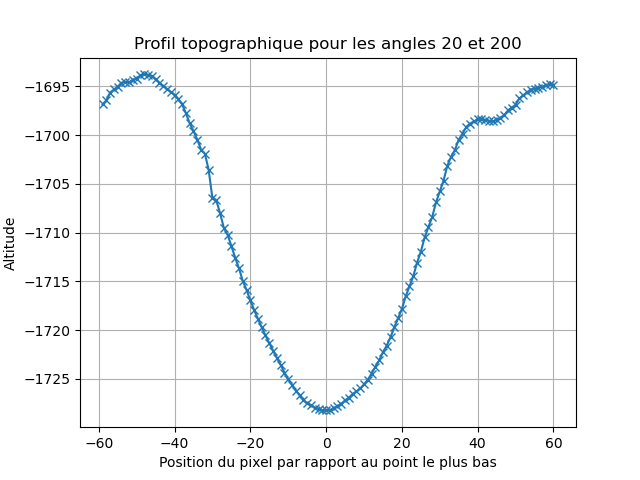 Profil topographique pour les angles 20 et 200
−1695
−1700
−1705
−1710
−1715
−1720
−1725
Altitude
−60 −40 −20 0 20 40 60
Position du pixel par rapport au point le plus bas